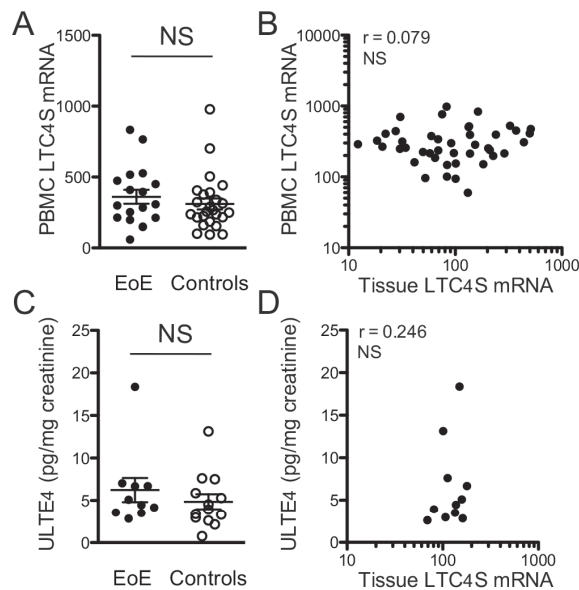 A
NS
PBMC LTC4S mRNA
1500
1000
500
0
EoE Controls
B
r = 0.079
NS
PBMC LTC4S mRNA
10000
1000
100
10
10 100 1000
Tissue LTC4S mRNA
C
NS
ULTE4 (pg/mg creatinine)
25
20
15
10
5
0
EoE Controls
D
r = 0.246
NS
ULTE4 (pg/mg creatinine)
25
20
15
10
5
0
10 100 1000
Tissue LTC4S mRNA